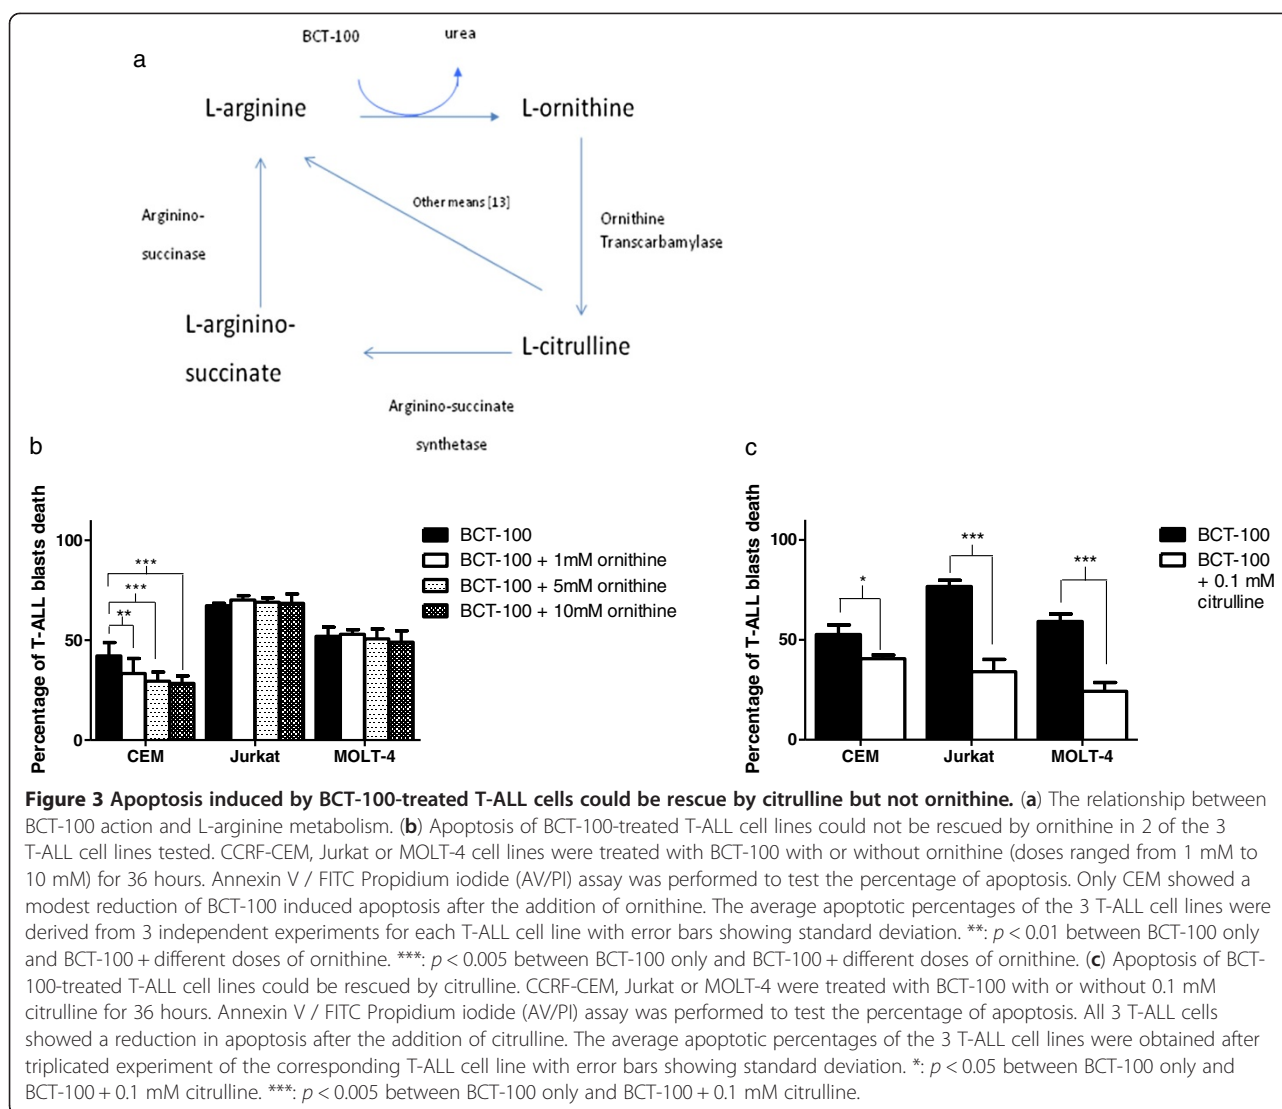 a
BCT-100
urea
L-arginine
L-ornithine
Other means [13]
Arginino-
succinase
Ornithine
Transcarbamylase
L-arginino-
succinate
L-citrulline
Arginino-succinate
synthetase
b
Percentage of T-ALL blasts death
100
50
0
***
***
**
CEM
Jurkat
MOLT-4
BCT-100
BCT-100 + 1mM ornithine
BCT-100 + 5mM ornithine
BCT-100 + 10mM ornithine
c
Percentage of T-ALL blasts death
100
50
0
*
***
***
CEM
Jurkat
MOLT-4
BCT-100
BCT-100
+ 0.1 mM
citrulline
Figure 3 Apoptosis induced by BCT-100-treated T-ALL cells could be rescue by citrulline but not ornithine. (a) The relationship between
BCT-100 action and L-arginine metabolism. (b) Apoptosis of BCT-100-treated T-ALL cell lines could not be rescued by ornithine in 2 of the 3
T-ALL cell lines tested. CCRF-CEM, Jurkat or MOLT-4 cell lines were treated with BCT-100 with or without ornithine (doses ranged from 1 mM to
10 mM) for 36 hours. Annexin V / FITC Propidium iodide (AV/PI) assay was performed to test the percentage of apoptosis. Only CEM showed a
modest reduction of BCT-100 induced apoptosis after the addition of ornithine. The average apoptotic percentages of the 3 T-ALL cell lines were
derived from 3 independent experiments for each T-ALL cell line with error bars showing standard deviation. **: p < 0.01 between BCT-100 only
and BCT-100 + different doses of ornithine. ***: p < 0.005 between BCT-100 only and BCT-100 + different doses of ornithine. (c) Apoptosis of BCT-
100-treated T-ALL cell lines could be rescued by citrulline. CCRF-CEM, Jurkat or MOLT-4 were treated with BCT-100 with or without 0.1 mM
citrulline for 36 hours. Annexin V / FITC Propidium iodide (AV/PI) assay was performed to test the percentage of apoptosis. All 3 T-ALL cells
showed a reduction in apoptosis after the addition of citrulline. The average apoptotic percentages of the 3 T-ALL cell lines were obtained after
triplicated experiment of the corresponding T-ALL cell line with error bars showing standard deviation. *: p < 0.05 between BCT-100 only and
BCT-100 + 0.1 mM citrulline. ***: p < 0.005 between BCT-100 only and BCT-100 + 0.1 mM citrulline.